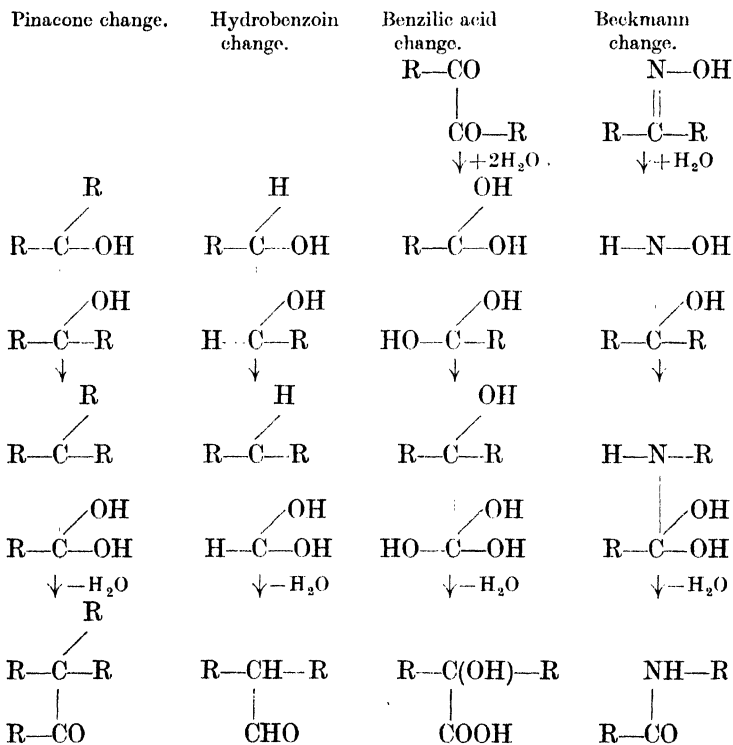 Pinacone change. Hydrobenzoin Benzilic acid Beckmann
change. change. change.
R—CO N—OH
CO—R R—C—R
+2H₂O. +H₂O
R H OH
R—C—OH R—C—OH R—C—OH H—N—OH
OH OH OH OH
R—C—R H—C—R HO—C—R R—C—R
R H OH
R—C—R R—C—R R—C—R H—N—R
OH OH OH OH
R—C—OH H—C—OH HO—C—OH R—C—OH
—H₂O —H₂O —H₂O —H₂O
R
R—C—R R—CH—R R—C(OH)—R NH—R
R—CO CHO COOH R—CO